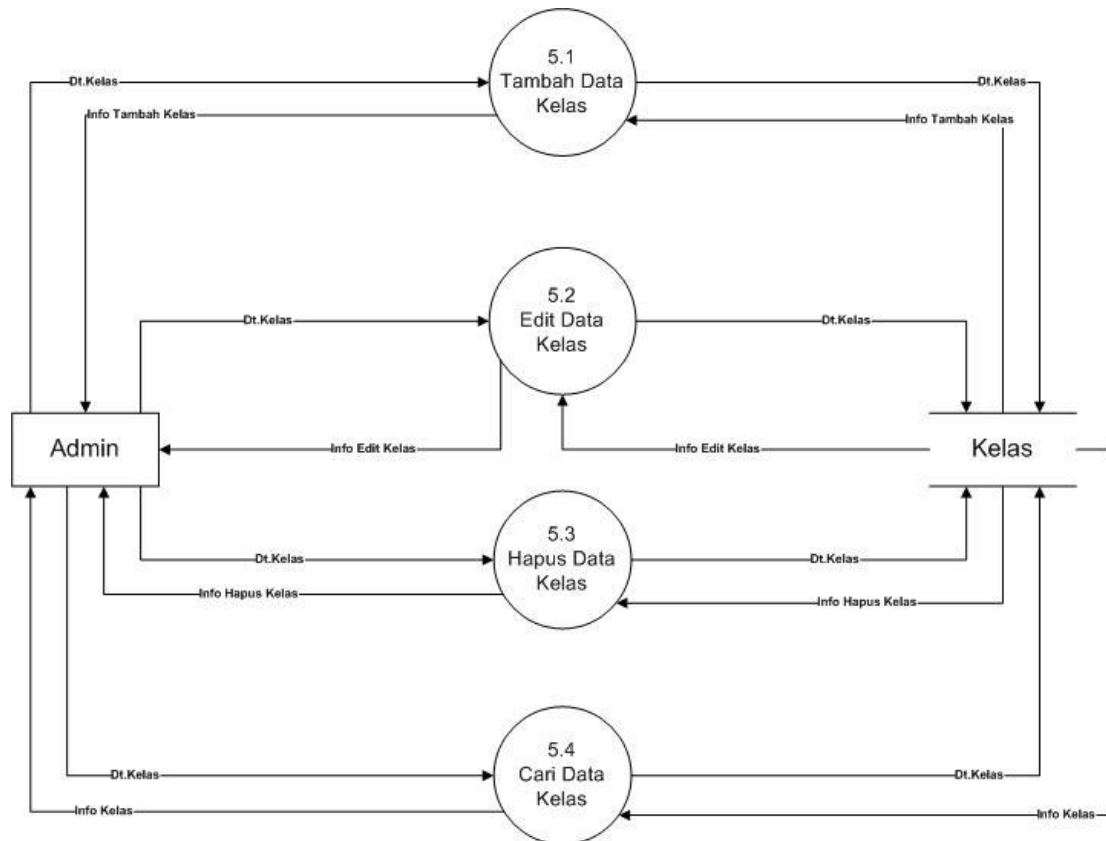 5.1
Tambah Data
Kelas
Dt.Kelas
Dt.Kelas
Info Tambah Kelas
Info Tambah Kelas
5.2
Edit Data
Kelas
Dt.Kelas
Dt.Kelas
Admin
Info Edit Kelas
Info Edit Kelas
Kelas
5.3
Hapus Data
Kelas
Dt.Kelas
Dt.Kelas
Info Hapus Kelas
Info Hapus Kelas
5.4
Cari Data
Kelas
Dt.Kelas
Dt.Kelas
Info Kelas
Info Kelas